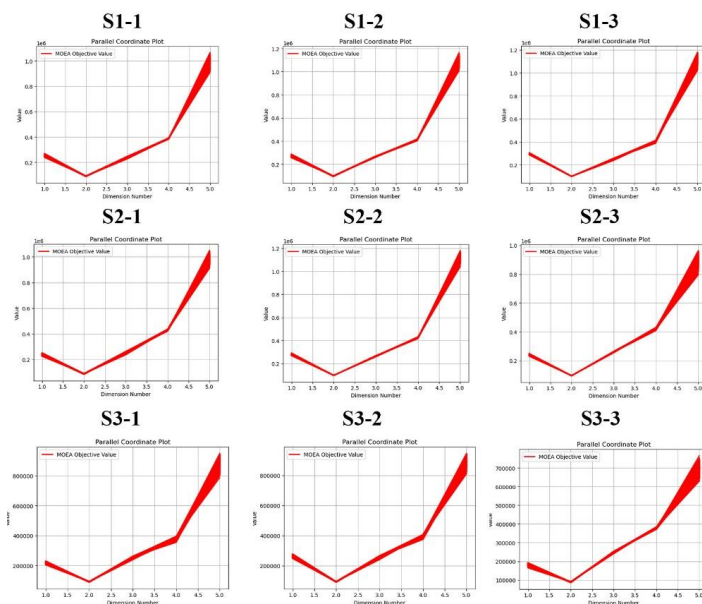 S1-1 S1-2 S1-3
1e6 Parallel Coordinate Plot 1e6 Parallel Coordinate Plot 1e6 Parallel Coordinate Plot
MOEA Objective Value MOEA Objective Value MOEA Objective Value
Value Value Value
1.0 0.8 0.6 0.4 0.2
1.2 1.0 0.8 0.6 0.4 0.2
1.2 1.0 0.8 0.6 0.4 0.2
1.0 1.5 2.0 2.5 3.0 3.5 4.0 4.5 5.0 1.0 1.5 2.0 2.5 3.0 3.5 4.0 4.5 5.0 1.0 1.5 2.0 2.5 3.0 3.5 4.0 4.5 5.0
Dimension Number Dimension Number Dimension Number
S2-1 S2-2 S2-3
1e6 Parallel Coordinate Plot 1e6 Parallel Coordinate Plot 1e6 Parallel Coordinate Plot
MOEA Objective Value MOEA Objective Value MOEA Objective Value
Value Value Value
1.0 0.8 0.6 0.4 0.2
1.2 1.0 0.8 0.6 0.4 0.2
1.0 0.8 0.6 0.4 0.2
1.0 1.5 2.0 2.5 3.0 3.5 4.0 4.5 5.0 1.0 1.5 2.0 2.5 3.0 3.5 4.0 4.5 5.0 1.0 1.5 2.0 2.5 3.0 3.5 4.0 4.5 5.0
Dimension Number Dimension Number Dimension Number
S3-1 S3-2 S3-3
Parallel Coordinate Plot Parallel Coordinate Plot Parallel Coordinate Plot
MOEA Objective Value MOEA Objective Value MOEA Objective Value
Value Value Value
800000 600000 400000 200000
800000 600000 400000 200000
700000 600000 500000 400000 300000 200000 100000
1.0 1.5 2.0 2.5 3.0 3.5 4.0 4.5 5.0 1.0 1.5 2.0 2.5 3.0 3.5 4.0 4.5 5.0 1.0 1.5 2.0 2.5 3.0 3.5 4.0 4.5 5.0
Dimension Number Dimension Number Dimension Number